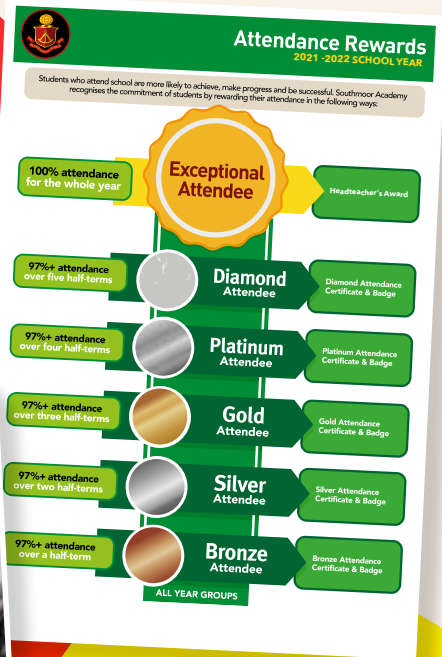 Attendance Rewards
2021 -2022 SCHOOL YEAR
Students who attend school are more likely to achieve, make progress and be successful. Southmoor Academy
recognises the commitment of students by rewarding their attendance in the following ways:
100% attendance
for the whole year
Exceptional
Attendee
Headteacher's Award
97%+ attendance
over five half-terms
Diamond
Attendee
Diamond Attendance
Certificate & Badge
97%+ attendance
over four half-terms
Platinum
Attendee
Platinum Attendance
Certificate & Badge
97%+ attendance
over three half-terms
Gold
Attendee
Gold Attendance
Certificate & Badge
97%+ attendance
over two half-terms
Silver
Attendee
Silver Attendance
Certificate & Badge
97%+ attendance
over a half-term
Bronze
Attendee
Bronze Attendance
Certificate & Badge
ALL YEAR GROUPS